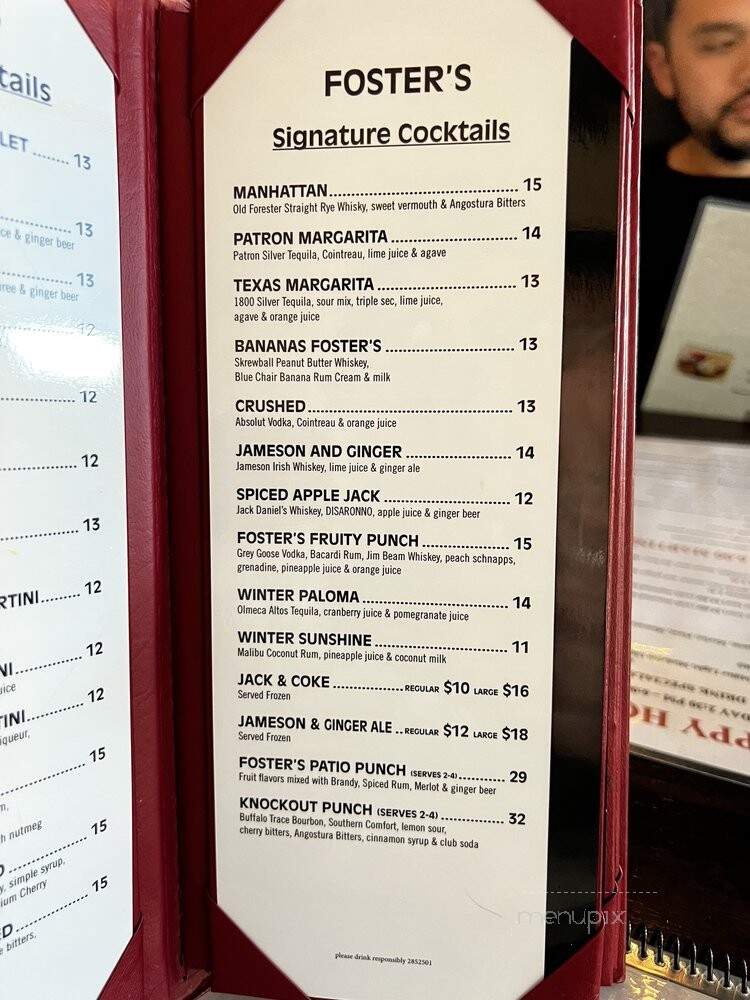 tails
LET ........ 13
.................. 13
ce & ginger beer
.................. 13
ree & ginger beer
.................. 12
.................. 12
.................. 12
.................. 13
RTINI......... 12
NI.............. 12
uice
TINI............ 12
iqueur,
.................. 15
h nutmeg
.................. 15
y, simple syrup,
ium Cherry
ED.............. 15
e bitters,
FOSTER'S
Signature Cocktails
MANHATTAN............................................. 15
Old Forester Straight Rye Whisky, sweet vermouth & Angostura Bitters
PATRON MARGARITA ............................... 14
Patron Silver Tequila, Cointreau, lime juice & agave
TEXAS MARGARITA .................................. 13
1800 Silver Tequila, sour mix, triple sec, lime juice,
agave & orange juice
BANANAS FOSTER'S ................................ 13
Skrewball Peanut Butter Whiskey,
Blue Chair Banana Rum Cream & milk
CRUSHED.................................................. 13
Absolut Vodka, Cointreau & orange juice
JAMESON AND GINGER ........................... 14
Jameson Irish Whiskey, lime juice & ginger ale
SPICED APPLE JACK ............................... 12
Jack Daniel's Whiskey, DISARONNO, apple juice & ginger beer
FOSTER'S FRUITY PUNCH ....................... 15
Grey Goose Vodka, Bacardi Rum, Jim Beam Whiskey, peach schnapps,
grenadine, pineapple juice & orange juice
WINTER PALOMA .................................... 14
Olmeca Altos Tequila, cranberry juice & pomegranate juice
WINTER SUNSHINE ................................. 11
Malibu Coconut Rum, pineapple juice & coconut milk
JACK & COKE .................REGULAR $10 LARGE $16
Served Frozen
JAMESON & GINGER ALE ..REGULAR $12 LARGE $18
Served Frozen
FOSTER'S PATIO PUNCH (SERVES 2-4)........... 29
Fruit flavors mixed with Brandy, Spiced Rum, Merlot & ginger beer
KNOCKOUT PUNCH (SERVES 2-4) .................... 32
Buffalo Trace Bourbon, Southern Comfort, lemon sour,
cherry bitters, Angostura Bitters, cinnamon syrup & club soda
please drink responsibly 2852501
menupix